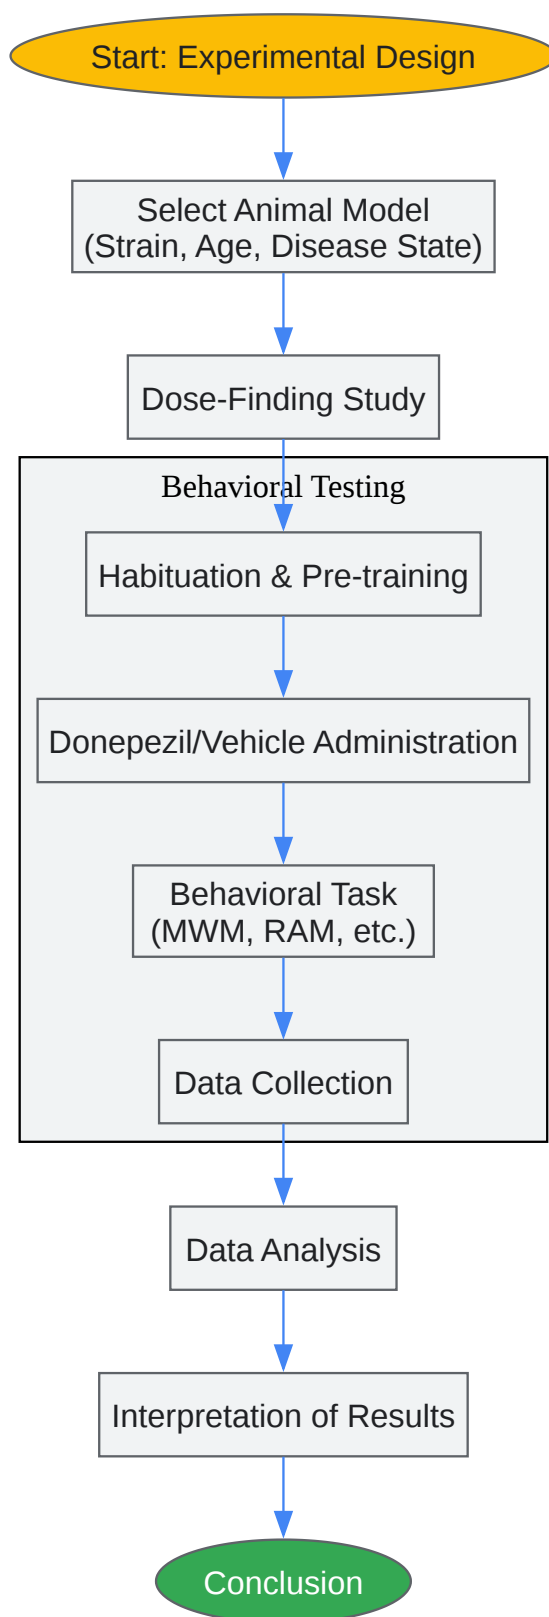 Start: Experimental Design
Select Animal Model
(Strain, Age, Disease State)
Dose-Finding Study
Behavioral Testing
Habituation & Pre-training
Donepezil/Vehicle Administration
Behavioral Task
(MWM, RAM, etc.)
Data Collection
Data Analysis
Interpretation of Results
Conclusion